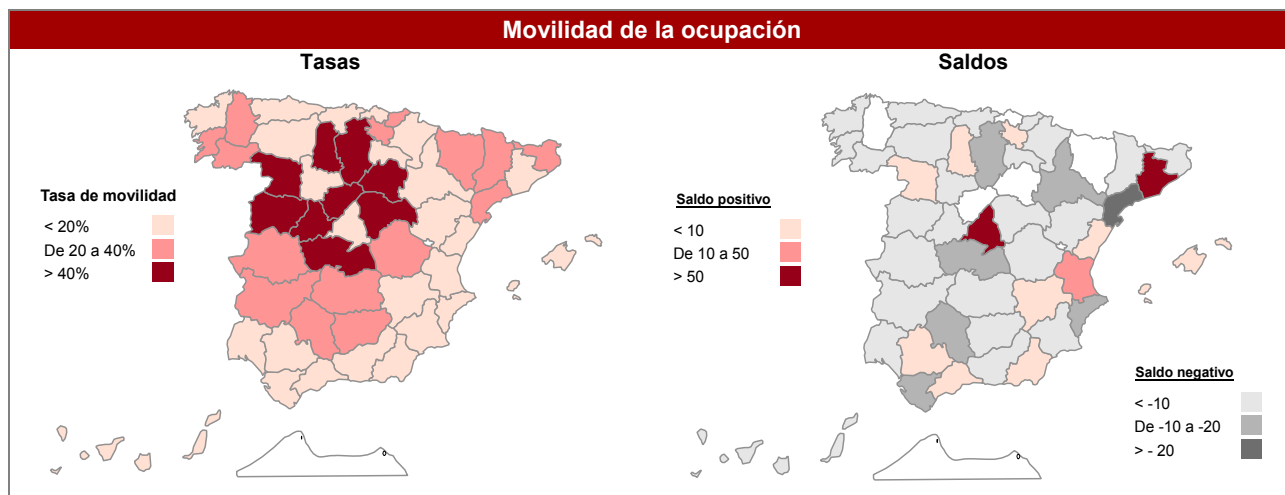 Movilidad de la ocupación
Tasas
Saldos
Tasa de movilidad
< 20%
De 20 a 40%
> 40%
Saldo positivo
< 10
De 10 a 50
> 50
Saldo negativo
< -10
De -10 a -20
> - 20